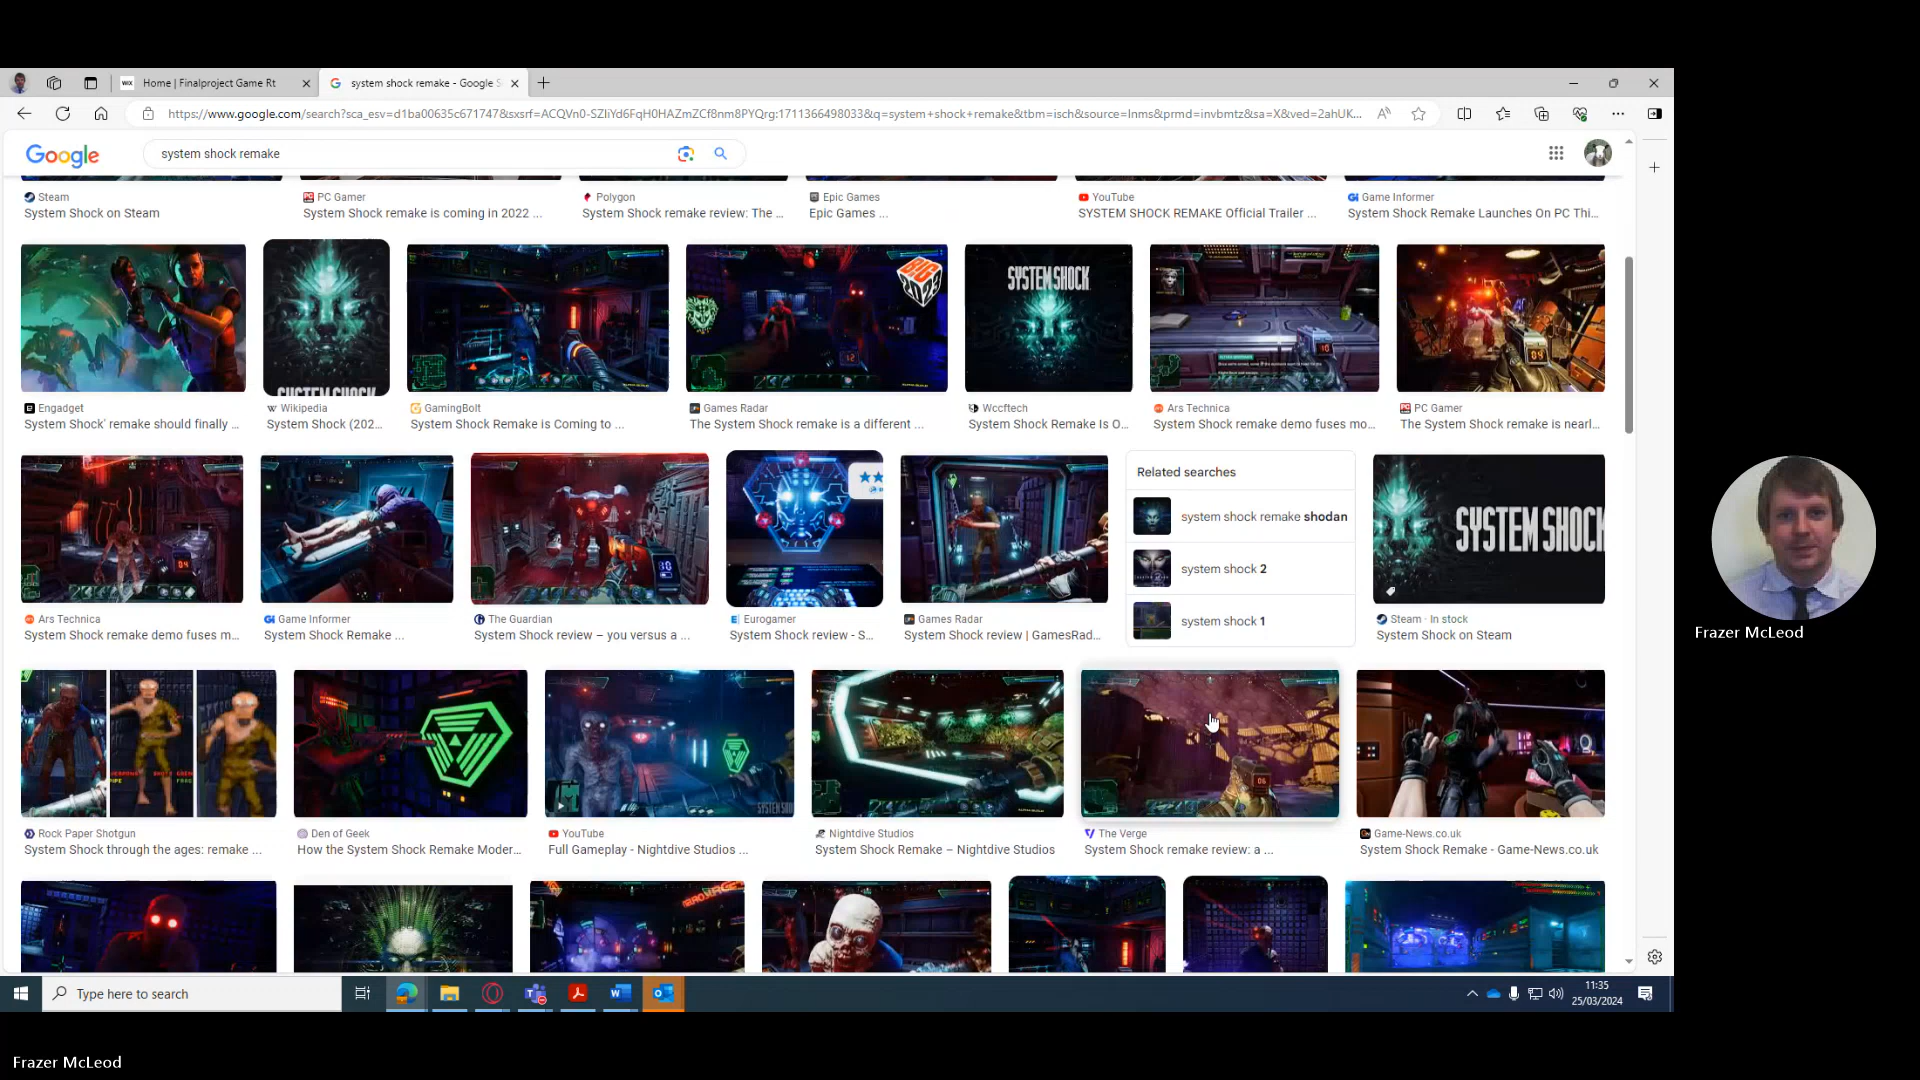 Home | Finalproject Game Rt
system shock remake - Google S
https://www.google.com/search?sca_esv=d1ba00635c671747&sxsrf=ACQVn0-SZIiYd6FqH0HAZmZCf8nm8PYQrg:1711366498033&q=system+shock+remake&tbm=isch&source=lnms&prmd=invbmtz&sa=X&ved=2ahUK...
Google
system shock remake
Steam
System Shock on Steam
PC Gamer
System Shock remake is coming in 2022 ...
Polygon
System Shock remake review: The ...
Epic Games
Epic Games ...
YouTube
SYSTEM SHOCK REMAKE Official Trailer ...
Game Informer
System Shock Remake Launches On PC Thi...
BIG
2023
SYSTEM SHOCK
Engadget
System Shock' remake should finally ...
Wikipedia
System Shock (202...
GamingBolt
System Shock Remake is Coming to ...
Games Radar
The System Shock remake is a different ...
Wccftech
System Shock Remake Is O...
Ars Technica
System Shock remake demo fuses mo...
PC Gamer
The System Shock remake is nearl...
Related searches
system shock remake shodan
system shock 2
system shock 1
SYSTEM SHOCK
Ars Technica
System Shock remake demo fuses m...
Game Informer
System Shock Remake ...
The Guardian
System Shock review – you versus a ...
Eurogamer
System Shock review - S...
Games Radar
System Shock review | GamesRad...
Steam · In stock
System Shock on Steam
Rock Paper Shotgun
System Shock through the ages: remake ...
Den of Geek
How the System Shock Remake Moder...
YouTube
Full Gameplay - Nightdive Studios ...
Nightdive Studios
System Shock Remake – Nightdive Studios
The Verge
System Shock remake review: a ...
Game-News.co.uk
System Shock Remake - Game-News.co.uk
Type here to search
11:35
25/03/2024
Frazer McLeod
Frazer McLeod